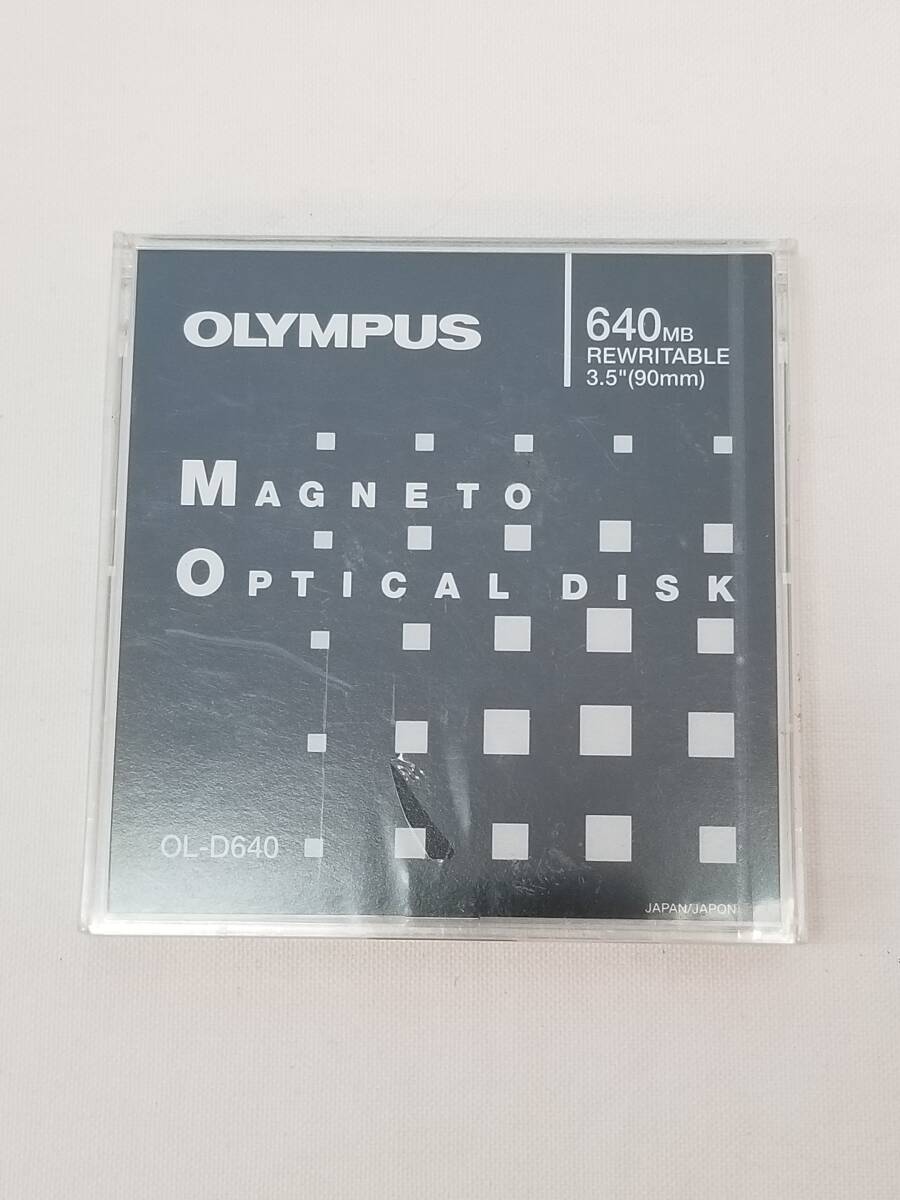 OLYMPUS
640MB
REWRITABLE
3.5"(90mm)
MAGNETO
OPTICAL DISK
OL-D640
JAPAN/JAPON